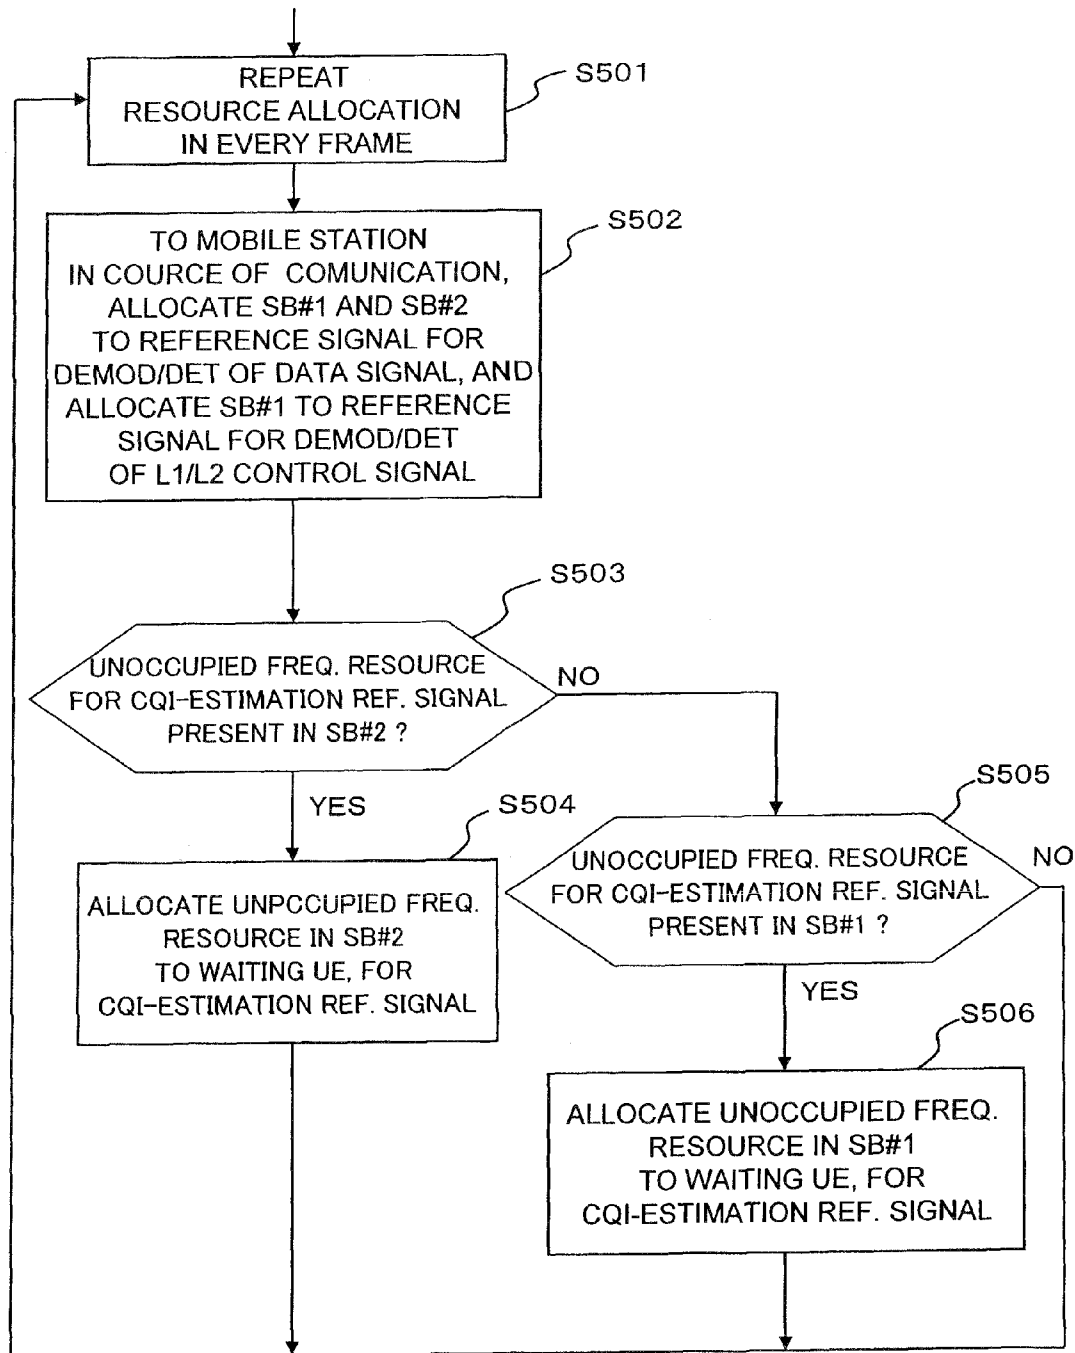 REPEAT
RESOURCE ALLOCATION
IN EVERY FRAME
S501
S502
TO MOBILE STATION
IN COURCE OF COMUNICATION,
ALLOCATE SB#1 AND SB#2
TO REFERENCE SIGNAL FOR
DEMOD/DET OF DATA SIGNAL, AND
ALLOCATE SB#1 TO REFERENCE
SIGNAL FOR DEMOD/DET
OF L1/L2 CONTROL SIGNAL
S503
UNOCCUPIED FREQ. RESOURCE
FOR CQI-ESTIMATION REF. SIGNAL
PRESENT IN SB#2 ?
NO
YES
S504
ALLOCATE UNPCCUPIED FREQ.
RESOURCE IN SB#2
TO WAITING UE, FOR
CQI-ESTIMATION REF. SIGNAL
S505
UNOCCUPIED FREQ. RESOURCE
FOR CQI-ESTIMATION REF. SIGNAL
PRESENT IN SB#1 ?
NO
YES
S506
ALLOCATE UNOCCUPIED FREQ.
RESOURCE IN SB#1
TO WAITING UE, FOR
CQI-ESTIMATION REF. SIGNAL